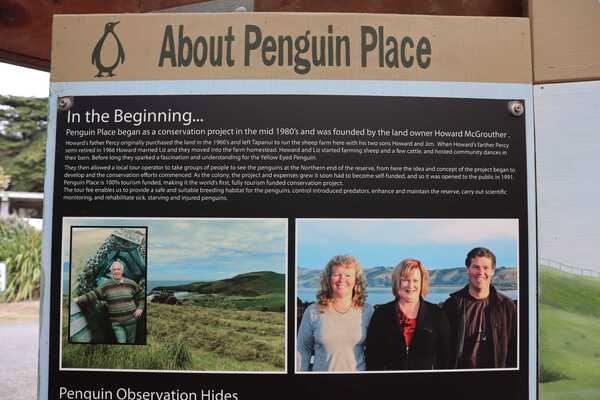 About Penguin Place
In the Beginning...
Penguin Place began as a conservation project in the mid 1980's and was founded by the land owner Howard McGrouther .
Howard's father Percy originally purchased the land in the 1960's and left Tapanui to run the sheep farm here with his two sons Howard and Jim. When Howard's farther Percy
semi retired in 1966 Howard married Liz and they moved into the farm homestead. Howard and Liz started farming sheep and a few cattle, and hosted community dances in
their barn. Before long they sparked a fascination and understanding for the Yellow Eyed Penguin.
They then allowed a local tour operator to take groups of people to see the penguins at the Northern end of the reserve, from here the idea and concept of the project began to
develop and the conservation efforts commenced. As the colony, the project and expenses grew it soon had to become self-funded, and so it was opened to the public in 1991.
Penguin Place is 100% tourism funded, making it the world's first, fully tourism funded conservation project.
The tour fee enables us to provide a safe and suitable breeding habitat for the penguins, control introduced predators, enhance and maintain the reserve, carry out scientific
monitoring, and rehabilitate sick, starving and injured penguins.
Penguin Observation Hides